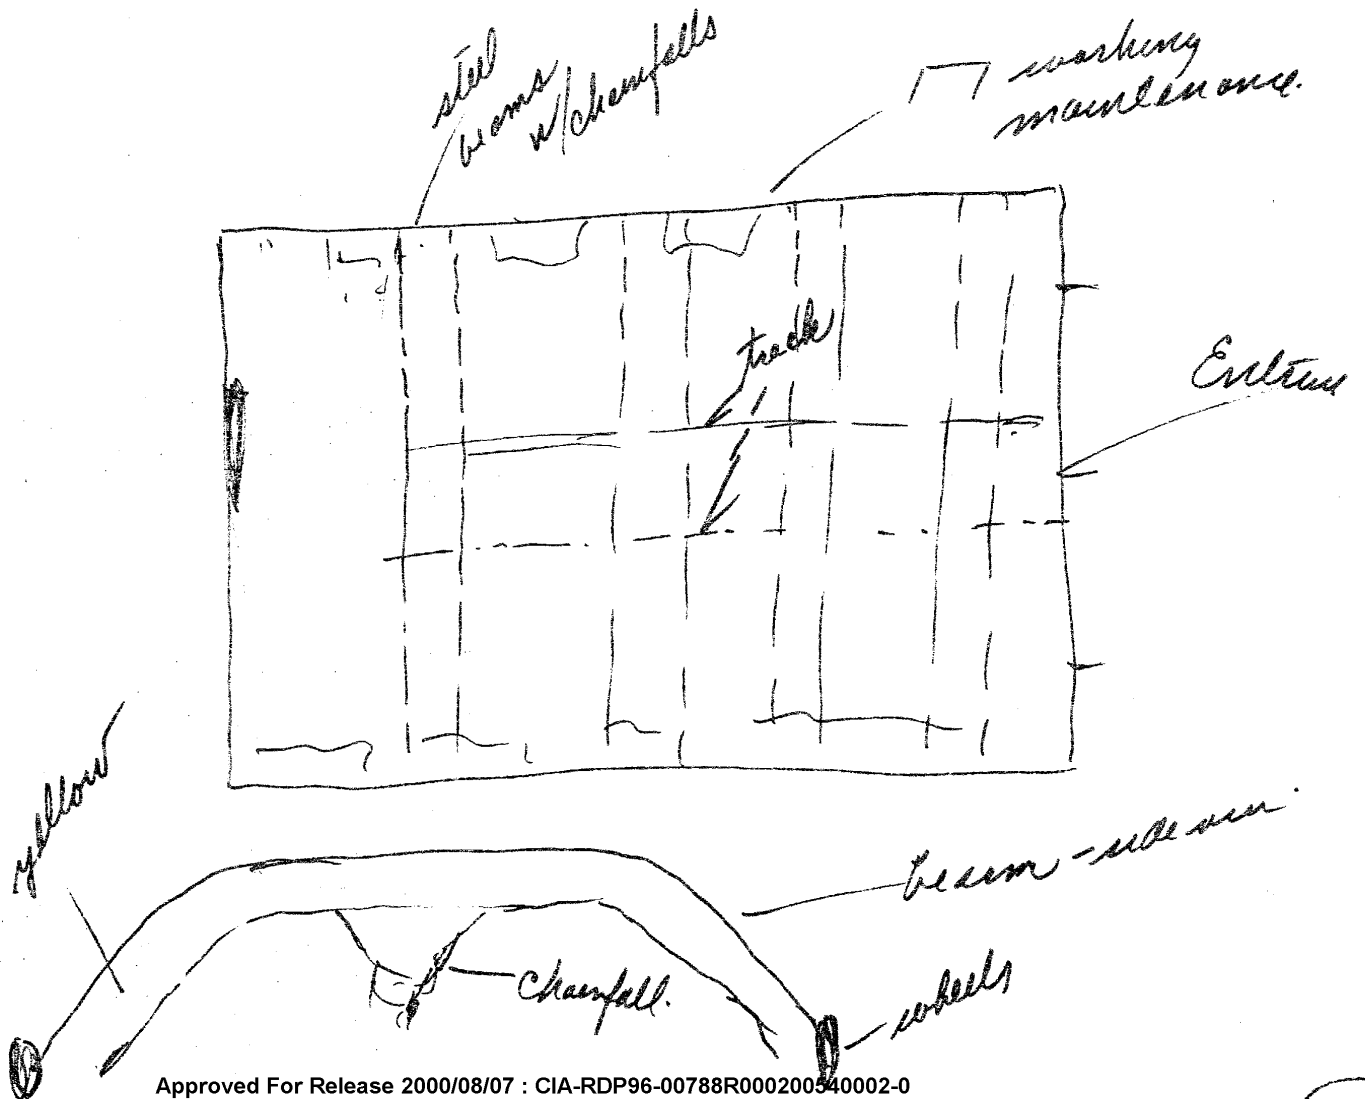 steel
beams
w/chainfalls
washing
maintenance.
track
Entrance
yellow
beam - side view.
chainfall.
wheels
Approved For Release 2000/08/07 : CIA-RDP96-00788R000200540002-0